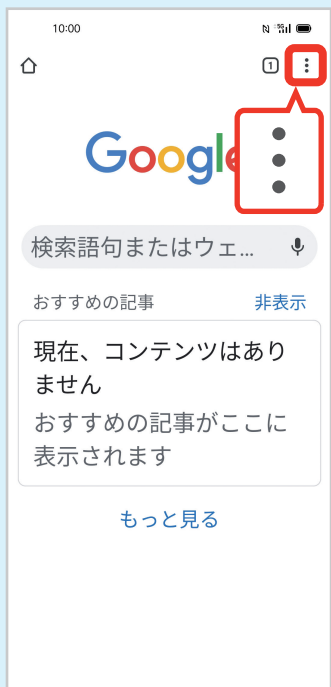 10:00
1
Google
検索語句またはウェ...
おすすめの記事 非表示
現在、コンテンツはあり
ません
おすすめの記事がここに
表示されます
もっと見る